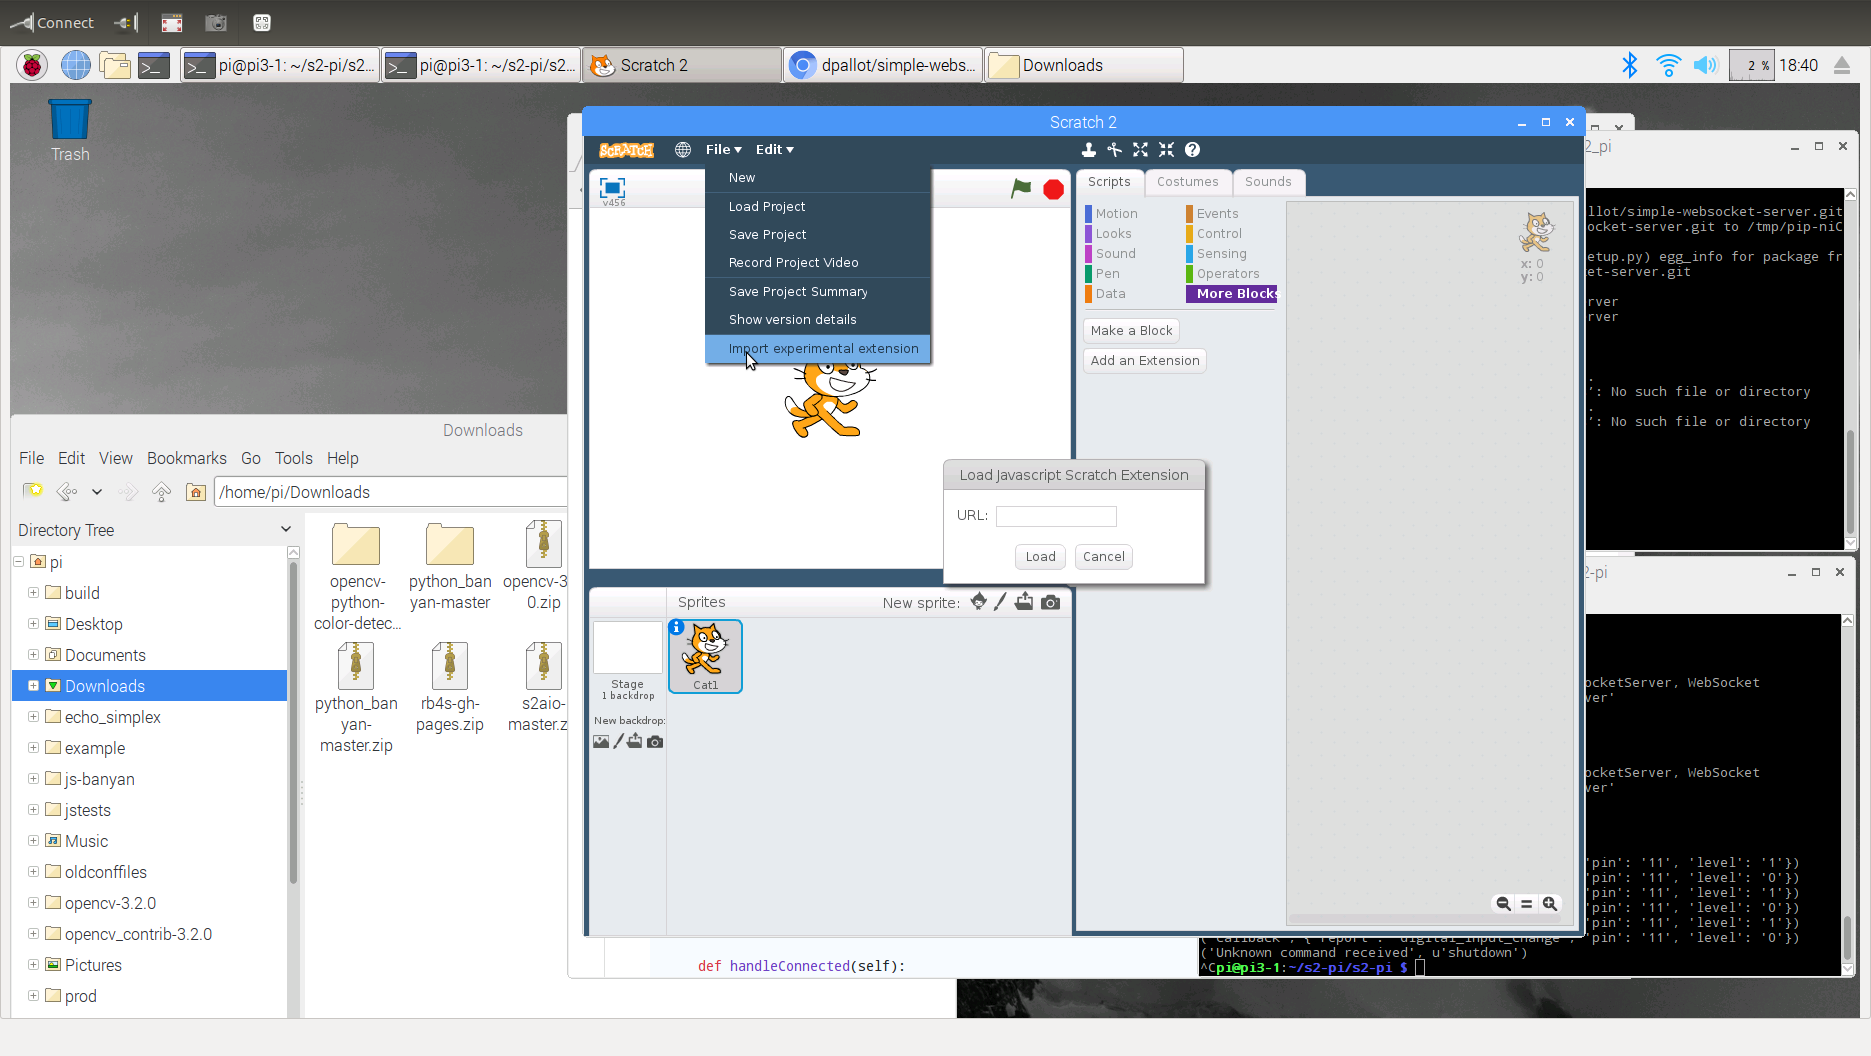 Connect
pi@pi3-1: ~/s2-pi/s2...
pi@pi3-1: ~/s2-pi/s2...
Scratch 2
dpallot/simple-webs...
Downloads
2 %
18:40
Trash
Scratch 2
SCRATCH
File
Edit
v456
New
Load Project
Save Project
Record Project Video
Save Project Summary
Show version details
Import experimental extension
Scripts
Costumes
Sounds
Motion
Looks
Sound
Pen
Data
Events
Control
Sensing
Operators
More Blocks
Make a Block
Add an Extension
x: 0
y: 0
Load Javascript Scratch Extension
URL:
Load
Cancel
Sprites
New sprite:
Stage
1 backdrop
New backdrop:
Cat1
Downloads
File Edit View Bookmarks Go Tools Help
/home/pi/Downloads
Directory Tree
pi
build
Desktop
Documents
Downloads
echo_simplex
example
js-banyan
jstests
Music
oldconffiles
opencv-3.2.0
opencv_contrib-3.2.0
Pictures
prod
opencv-
python-
color-detec...
python_ban
yan-master
opencv-3
0.zip
python_ban
yan-
master.zip
rb4s-gh-
pages.zip
s2aio-
master.z
def handleConnected(self):
2_pi
llot/simple-websocket-server.git
ocket-server.git to /tmp/pip-niC
etup.py) egg_info for package fr
et-server.git
rver
rver
': No such file or directory
': No such file or directory
2-pi
ocketServer, WebSocket
ver'
ocketServer, WebSocket
ver'
'pin': '11', 'level': '1'})
'pin': '11', 'level': '0'})
'pin': '11', 'level': '1'})
'pin': '11', 'level': '0'})
'pin': '11', 'level': '1'})
('callback', {'report': 'digital_input_change', 'pin': '11', 'level': '0'})
('Unknown command received', u'shutdown')
^Cpi@pi3-1:~/s2-pi/s2-pi $